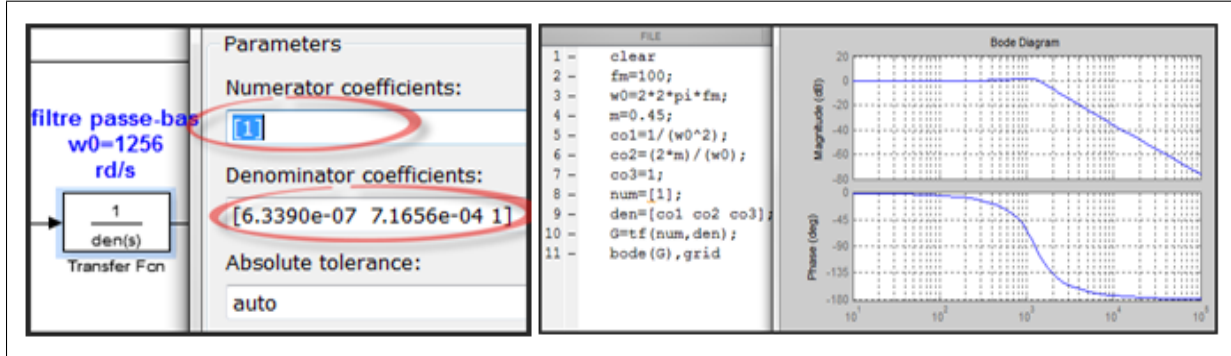 filtre passe-bas
w0=1256
rd/s
1
den(s)
Transfer Fcn
Parameters
Numerator coefficients:
[1]
Denominator coefficients:
[6.3390e-07 7.1656e-04 1]
Absolute tolerance:
auto
FILE
1 - clear
2 - fm=100;
3 - w0=2*2*pi*fm;
4 - m=0.45;
5 - co1=1/(w0^2);
6 - co2=(2*m)/(w0);
7 - co3=1;
8 - num=[1];
9 - den=[co1 co2 co3];
10 - G=tf(num,den);
11 - bode(G),grid
Bode Diagram
Magnitude (dB)
20
0
-20
-40
-60
-80
Phase (deg)
0
-45
-90
-135
-180
10^1 10^2 10^3 10^4 10^5